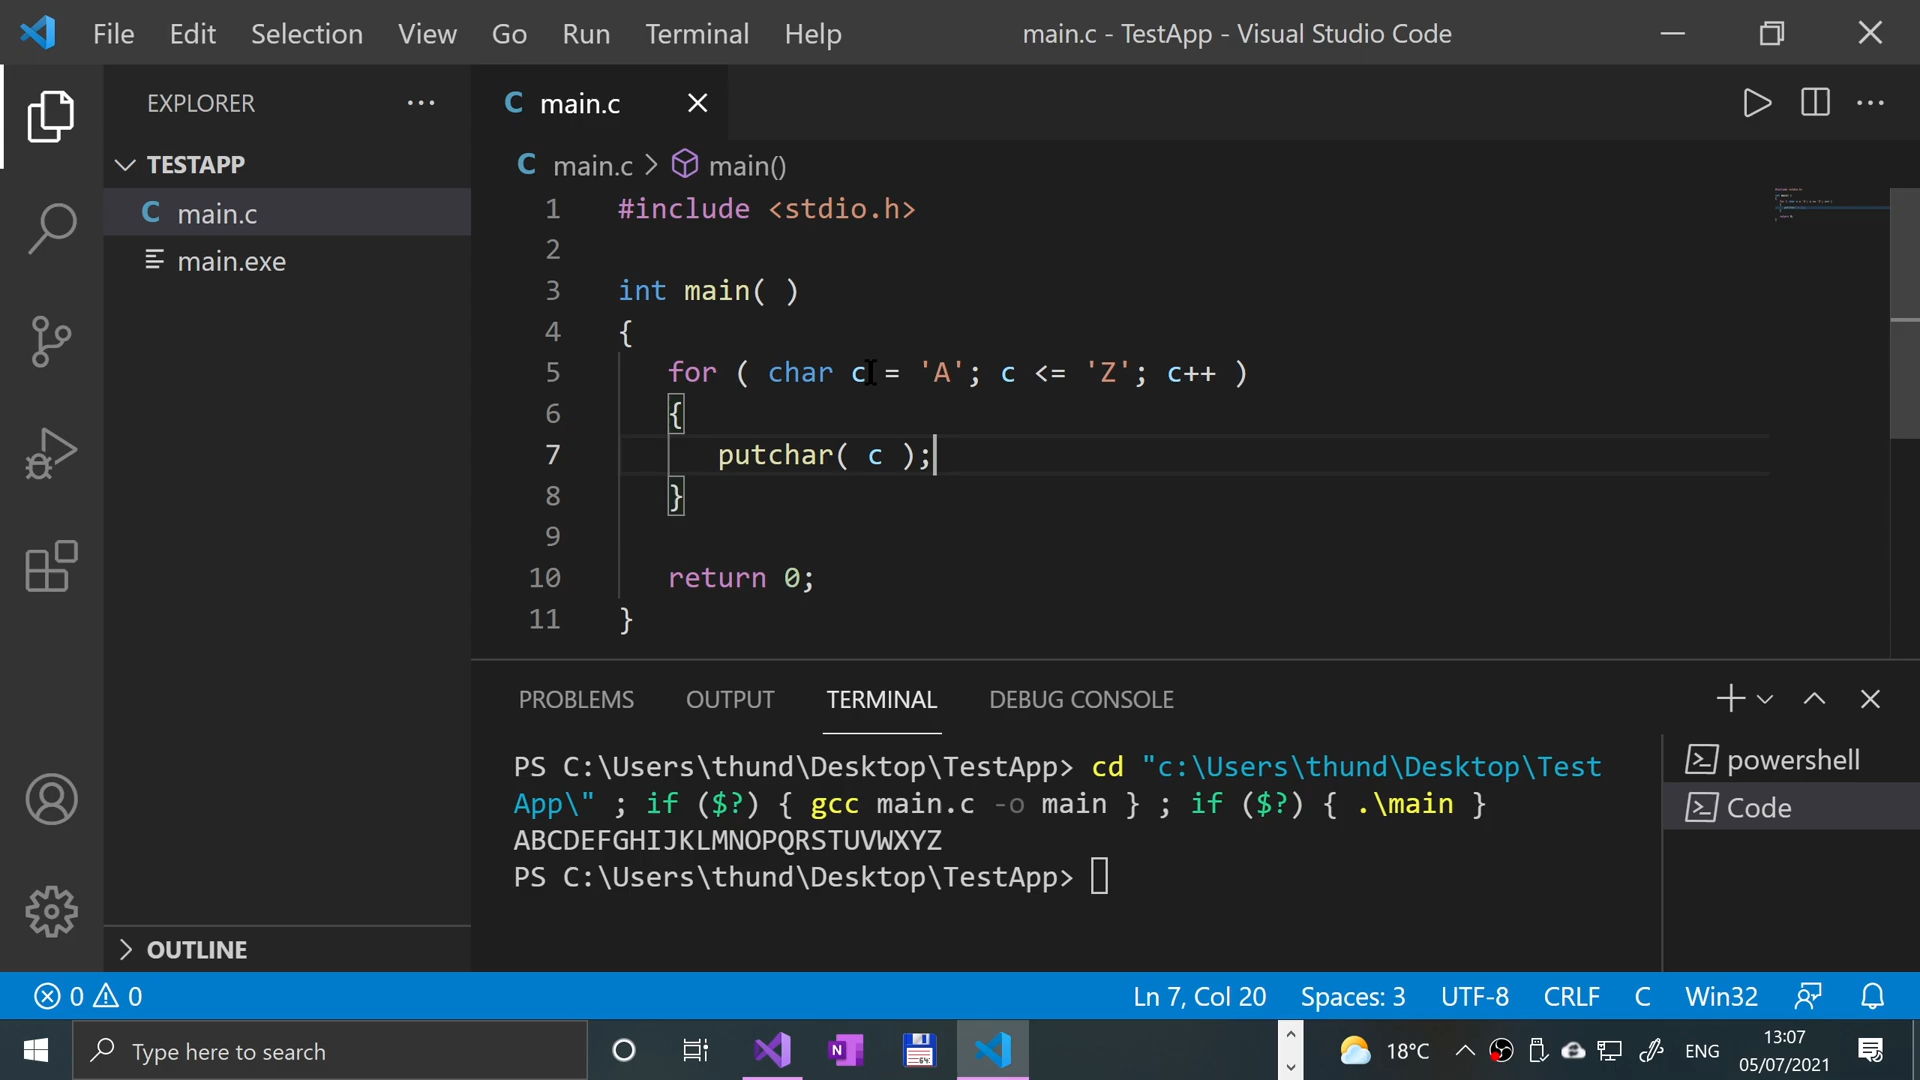 File Edit Selection View Go Run Terminal Help main.c - TestApp - Visual Studio Code
EXPLORER
TESTAPP
C main.c
main.exe
OUTLINE
C main.c
C main.c > main()
1 #include <stdio.h>
2
3 int main( )
4 {
5 for ( char c = 'A'; c <= 'Z'; c++ )
6 {
7 putchar( c );
8 }
9
10 return 0;
11 }
PROBLEMS OUTPUT TERMINAL DEBUG CONSOLE
PS C:\Users\thund\Desktop\TestApp> cd "c:\Users\thund\Desktop\Test
App\" ; if ($?) { gcc main.c -o main } ; if ($?) { .\main }
ABCDEFGHIJKLMNOPQRSTUVWXYZ
PS C:\Users\thund\Desktop\TestApp>
powershell
Code
0 0 Ln 7, Col 20 Spaces: 3 UTF-8 CRLF C Win32
Type here to search
N
64
18°C ENG
13:07
05/07/2021